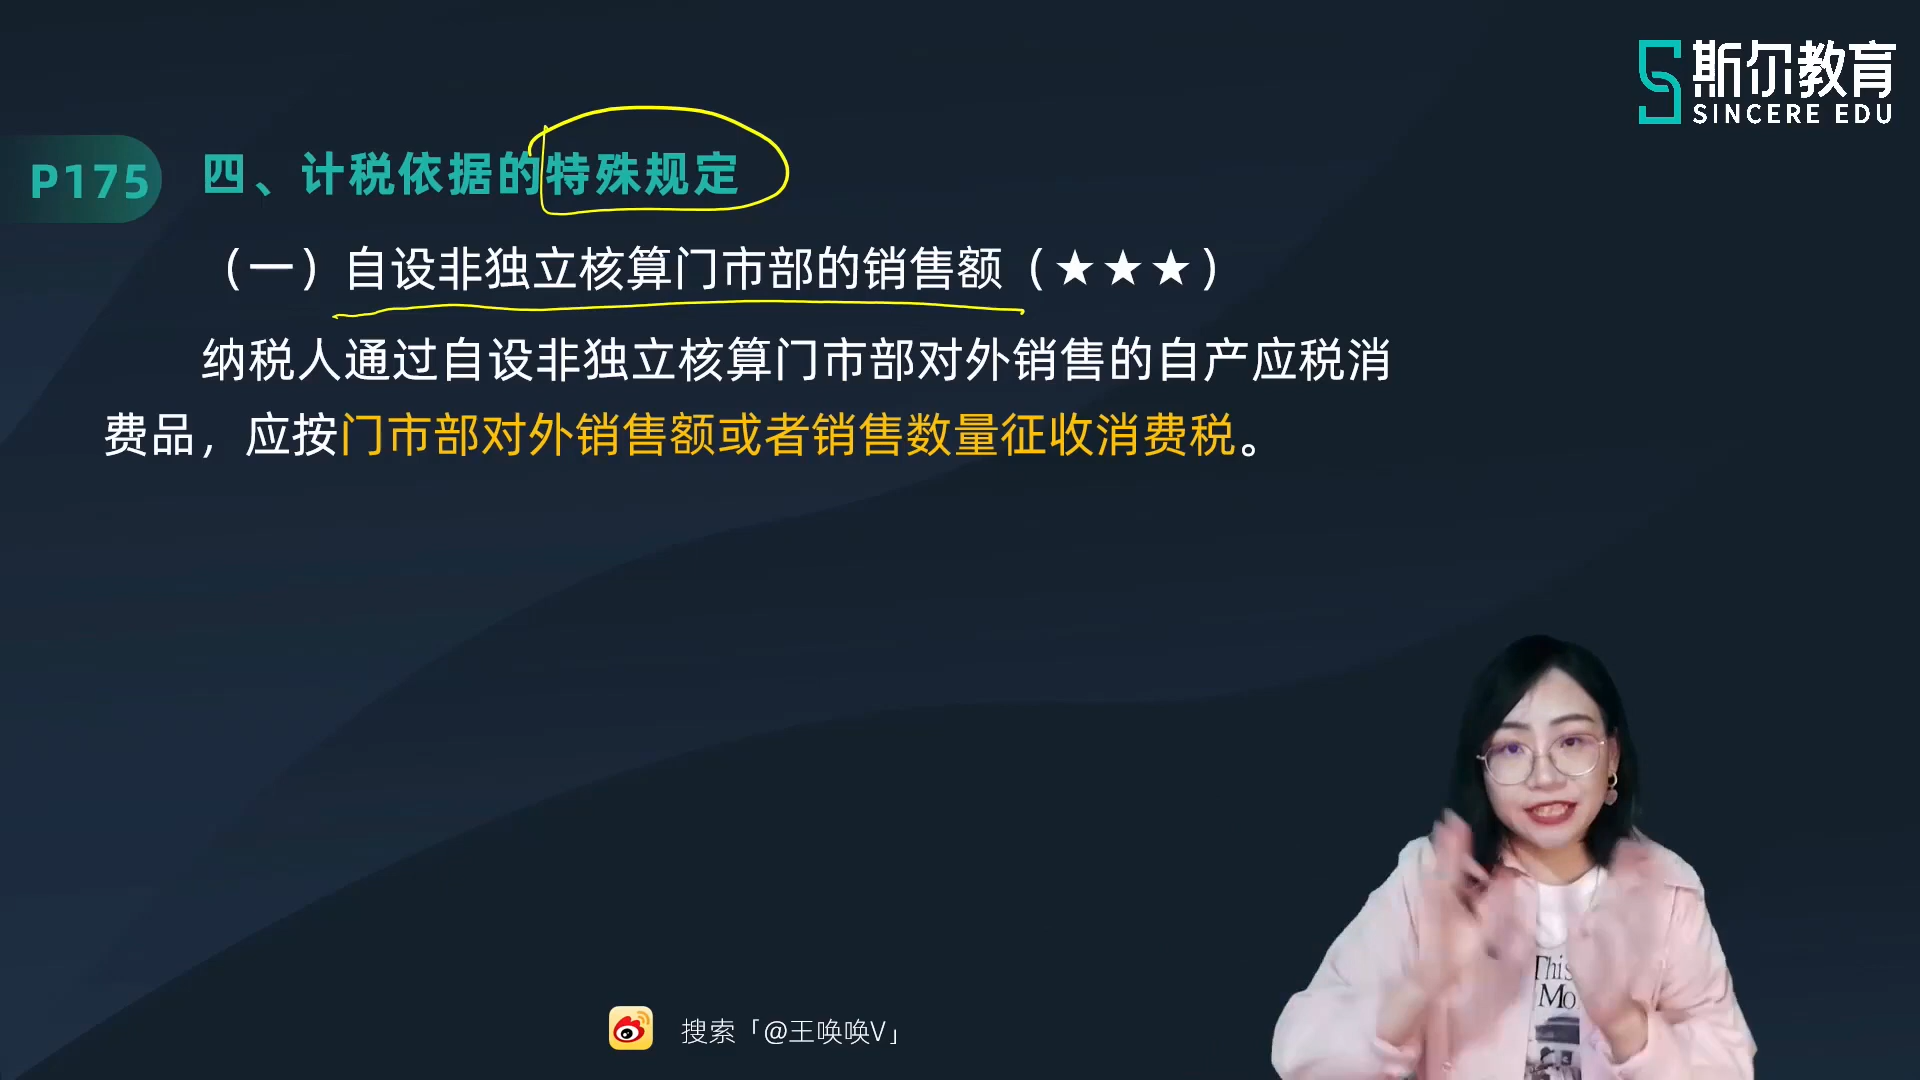 斯尔教育
SINCERE EDU
P175
四、计税依据的特殊规定
（一）自设非独立核算门市部的销售额（★★★）
纳税人通过自设非独立核算门市部对外销售的自产应税消
费品，应按门市部对外销售额或者销售数量征收消费税。
This
Mo
搜索「@王唤唤V」